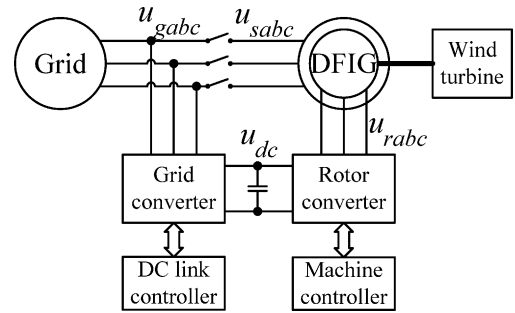 u_gabc
u_sabc
Grid
DFIG
Wind
turbine
u_rabc
u_dc
Grid
converter
Rotor
converter
DC link
controller
Machine
controller